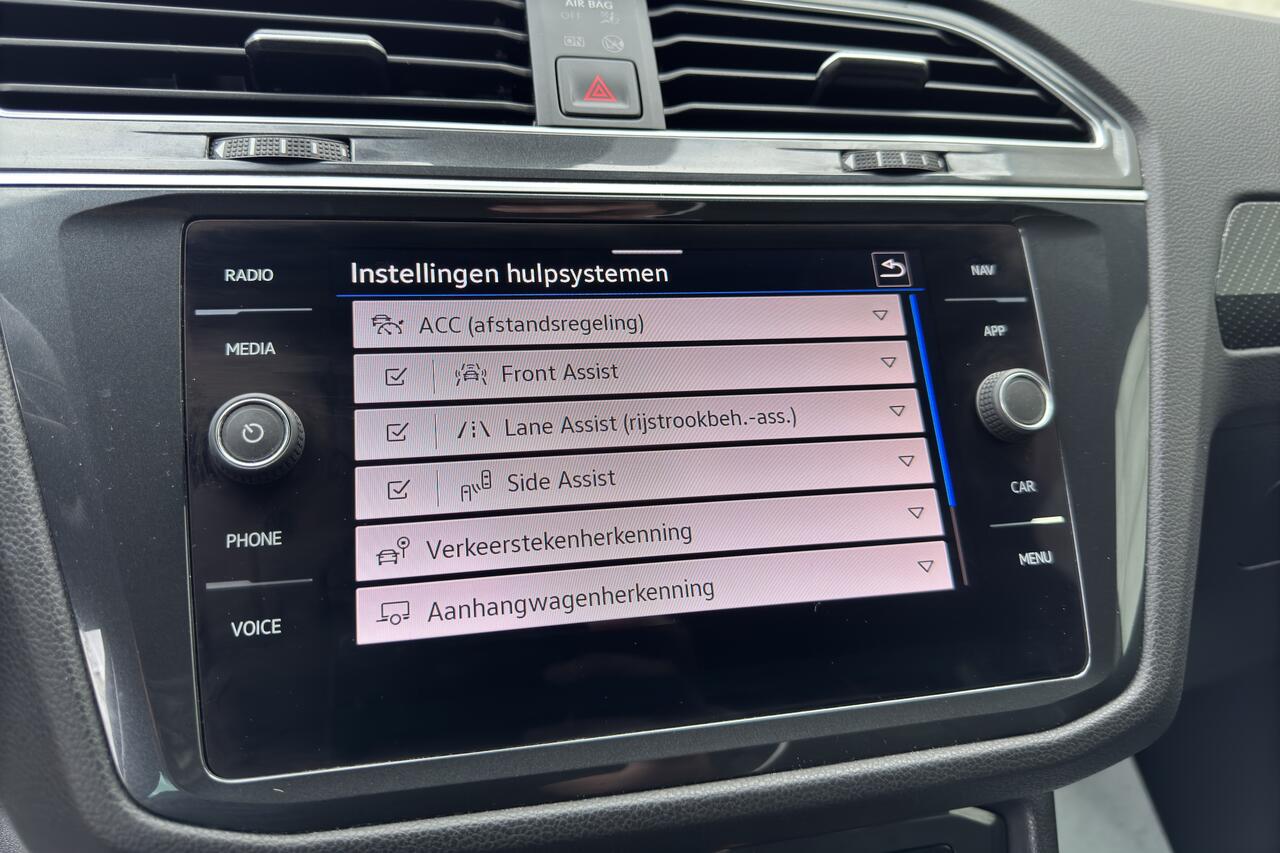 AIR BAG
OFF
ON
RADIO
MEDIA
PHONE
VOICE
Instellingen hulpsystemen
ACC (afstandsregeling)
Front Assist
Lane Assist (rijstrookbeh.-ass.)
Side Assist
Verkeerstekenherkenning
Aanhangwagenherkenning
NAV
APP
CAR
MENU